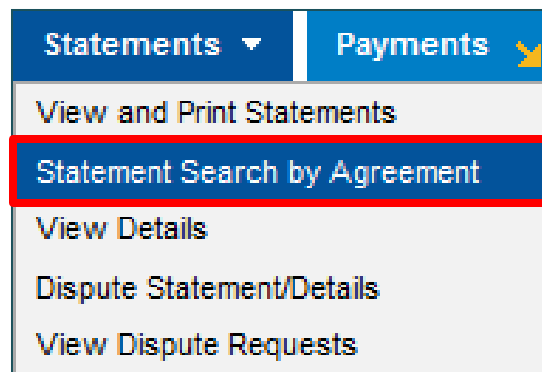 Statements Payments
View and Print Statements
Statement Search by Agreement
View Details
Dispute Statement/Details
View Dispute Requests